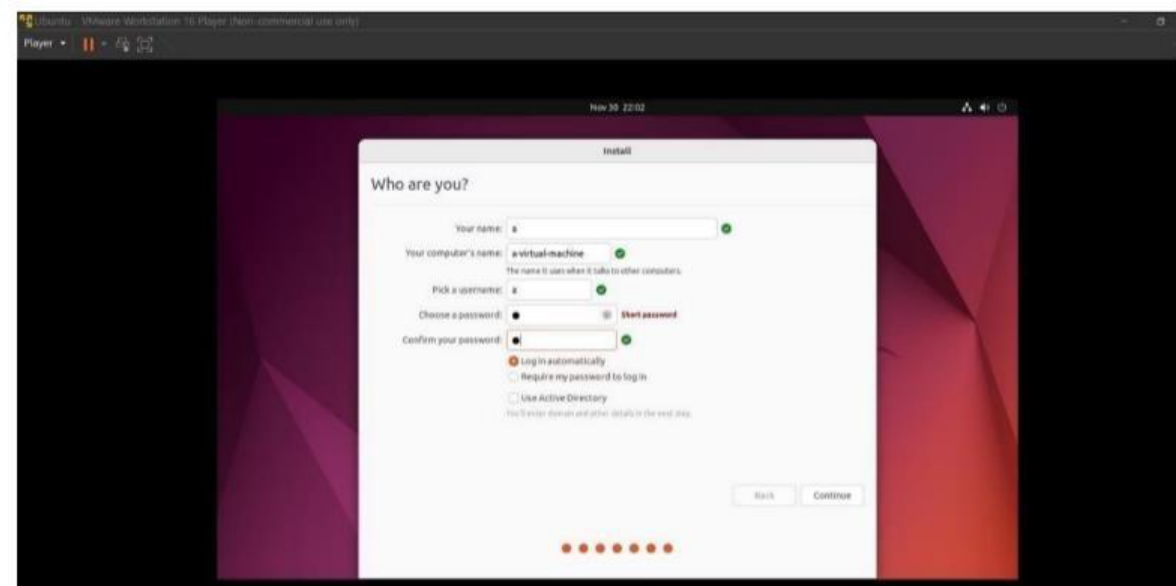 Ubuntu - VMware Workstation 16 Player (Non-commercial use only)
Player
Nov 30 22:02
Install
Who are you?
Your name: a
Your computer's name: a-virtual-machine
The name it uses when it talks to other computers.
Pick a username: a
Choose a password: Short password
Confirm your password:
Log in automatically
Require my password to log in
Use Active Directory
You'll enter domain and other details in the next step.
Back Continue